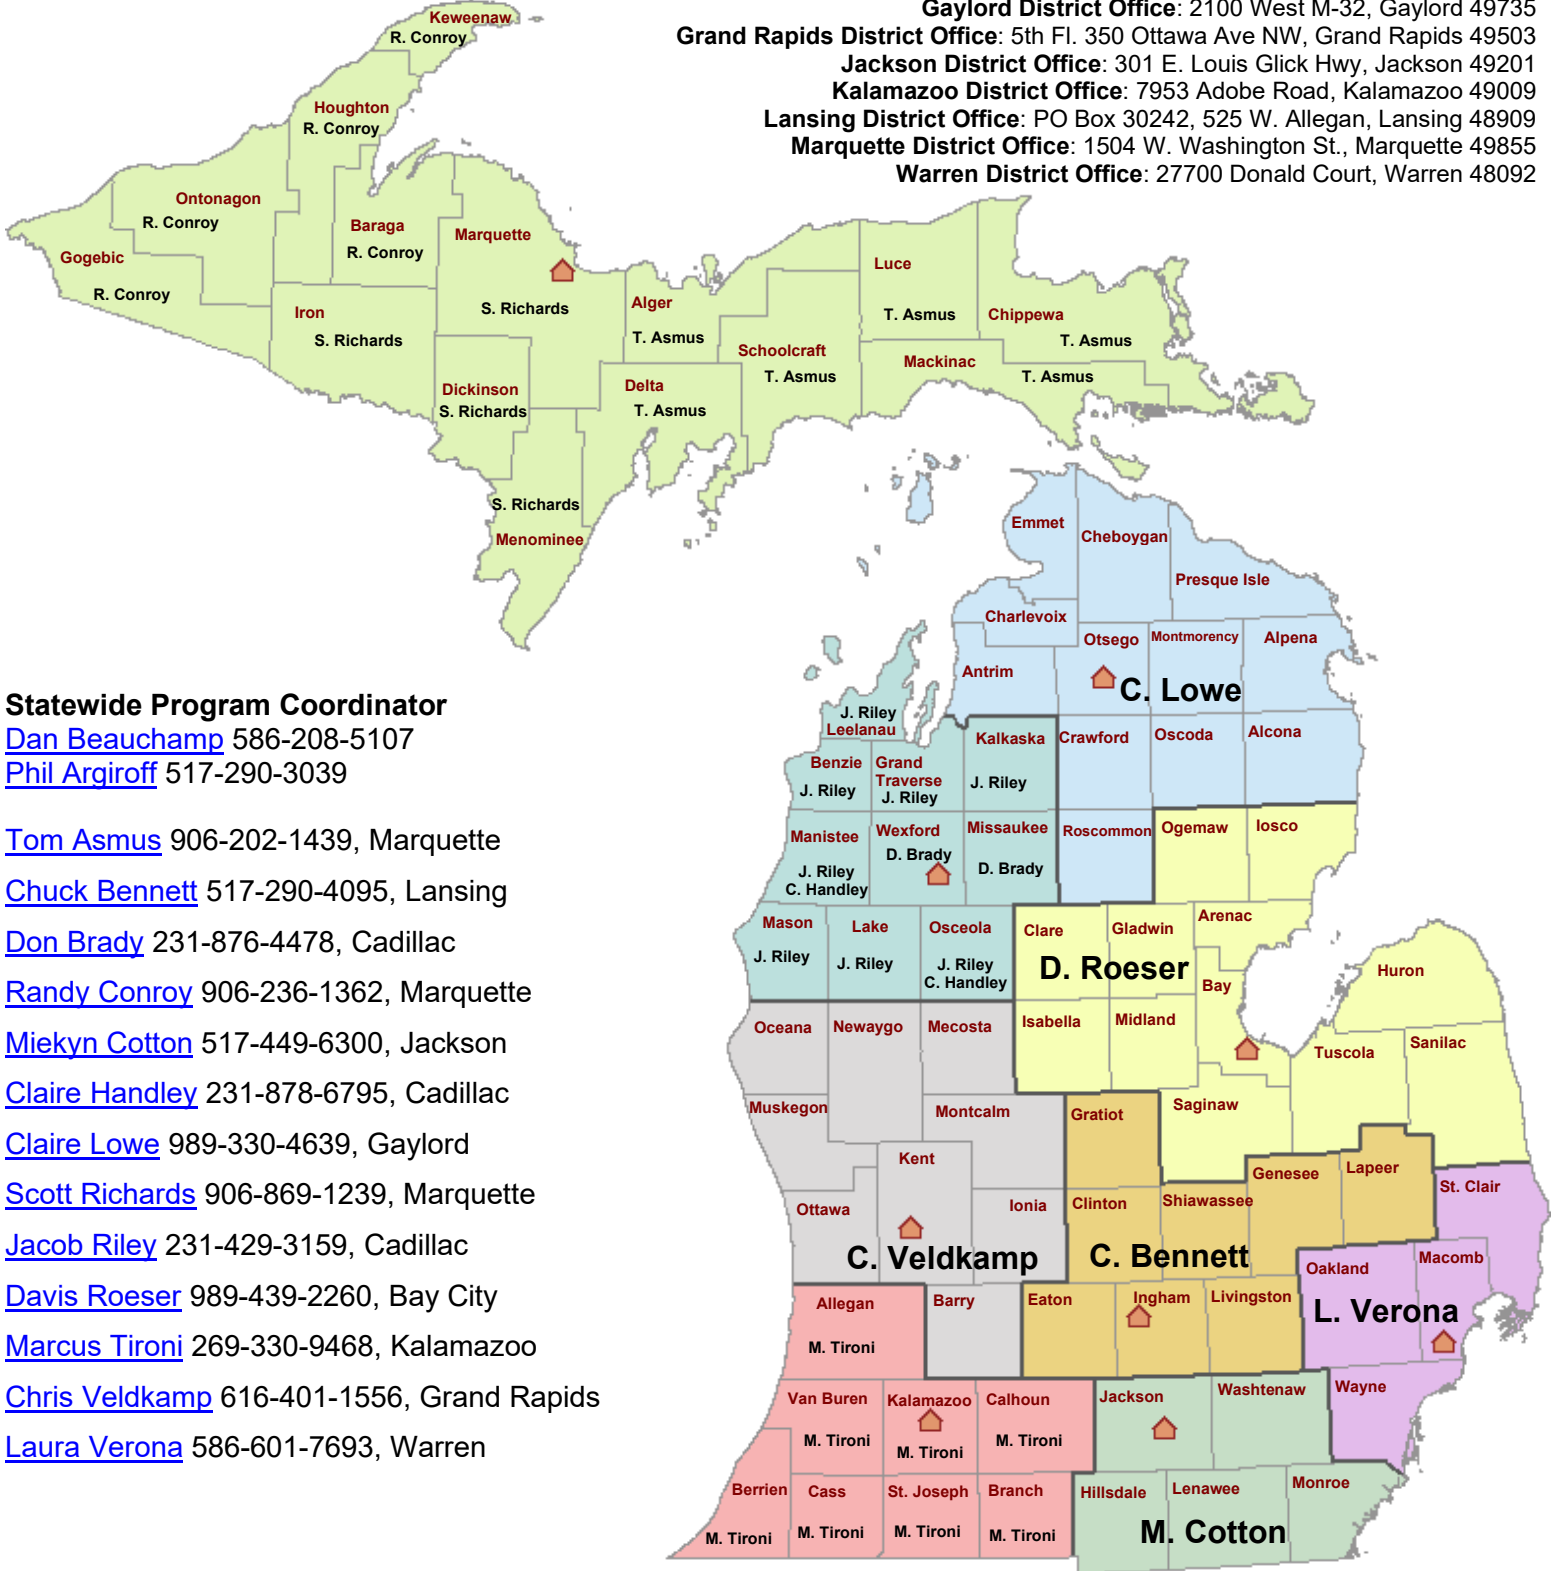 Gaylord District Office: 2100 West M-32, Gaylord 49735
Grand Rapids District Office: 5th Fl. 350 Ottawa Ave NW, Grand Rapids 49503
Jackson District Office: 301 E. Louis Glick Hwy, Jackson 49201
Kalamazoo District Office: 7953 Adobe Road, Kalamazoo 49009
Lansing District Office: PO Box 30242, 525 W. Allegan, Lansing 48909
Marquette District Office: 1504 W. Washington St., Marquette 49855
Warren District Office: 27700 Donald Court, Warren 48092
Keweenaw
R. Conroy
Houghton
R. Conroy
Ontonagon
R. Conroy
Baraga
R. Conroy
Gogebic
R. Conroy
Marquette
S. Richards
Iron
S. Richards
Dickinson
S. Richards
S. Richards
Menominee
Alger
T. Asmus
Delta
T. Asmus
Schoolcraft
T. Asmus
Luce
T. Asmus
Chippewa
T. Asmus
Mackinac
T. Asmus
Emmet
Cheboygan
Presque Isle
Charlevoix
Otsego
Montmorency
Alpena
Antrim
C. Lowe
Crawford
Oscoda
Alcona
Roscommon
J. Riley
Leelanau
Benzie
J. Riley
Grand
Traverse
J. Riley
Kalkaska
J. Riley
Manistee
J. Riley
C. Handley
Wexford
D. Brady
Missaukee
D. Brady
Mason
J. Riley
Lake
J. Riley
Osceola
J. Riley
C. Handley
Ogemaw
Iosco
Clare
Gladwin
Arenac
D. Roeser
Bay
Isabella
Midland
Huron
Tuscola
Sanilac
Saginaw
Oceana
Newaygo
Mecosta
Muskegon
Montcalm
Kent
Ottawa
Ionia
C. Veldkamp
Barry
Gratiot
Clinton
Shiawassee
Genesee
Lapeer
C. Bennett
Eaton
Ingham
Livingston
St. Clair
Oakland
Macomb
L. Verona
Wayne
Allegan
M. Tironi
Van Buren
M. Tironi
Kalamazoo
M. Tironi
Calhoun
M. Tironi
Berrien
M. Tironi
Cass
M. Tironi
St. Joseph
M. Tironi
Branch
M. Tironi
Jackson
Washtenaw
Hillsdale
Lenawee
Monroe
M. Cotton
Statewide Program Coordinator
Dan Beauchamp 586-208-5107
Phil Argiroff 517-290-3039
Tom Asmus 906-202-1439, Marquette
Chuck Bennett 517-290-4095, Lansing
Don Brady 231-876-4478, Cadillac
Randy Conroy 906-236-1362, Marquette
Miekyn Cotton 517-449-6300, Jackson
Claire Handley 231-878-6795, Cadillac
Claire Lowe 989-330-4639, Gaylord
Scott Richards 906-869-1239, Marquette
Jacob Riley 231-429-3159, Cadillac
Davis Roeser 989-439-2260, Bay City
Marcus Tironi 269-330-9468, Kalamazoo
Chris Veldkamp 616-401-1556, Grand Rapids
Laura Verona 586-601-7693, Warren